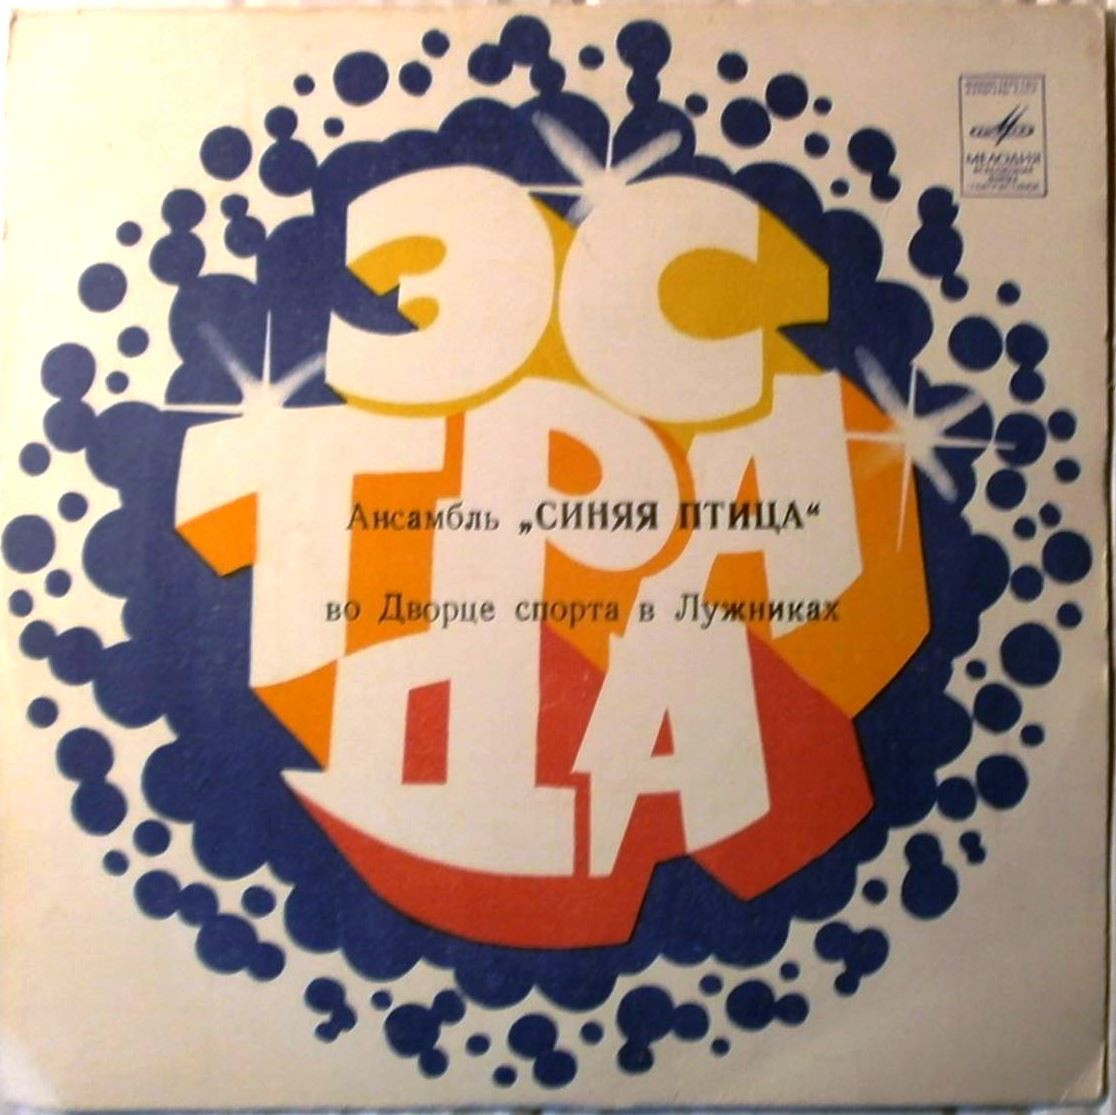 ЭС
ТРА
ДА
Ансамбль „СИНЯЯ ПТИЦА“
во Дворце спорта в Лужниках
МЕЛОДИЯ